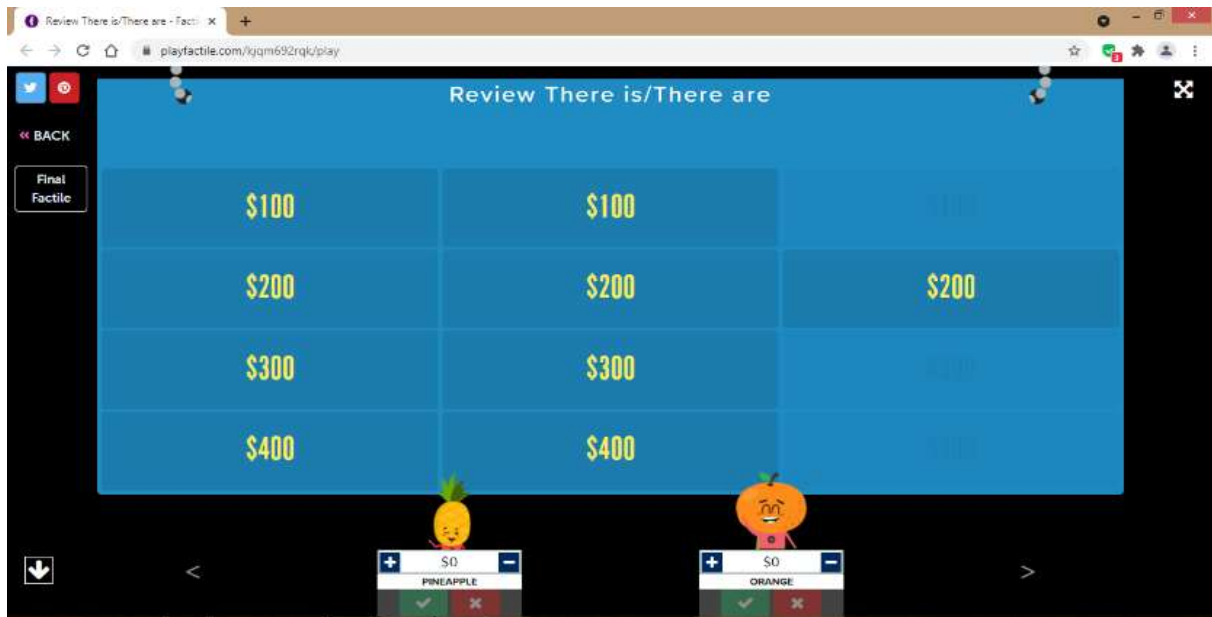 Review There is/There are - Facti
playfactile.com/kjqm692rqk/play
Review There is/There are
« BACK
Final
Factile
$100 $100
$200 $200 $200
$300 $300
$400 $400
$0 $0
PINEAPPLE ORANGE